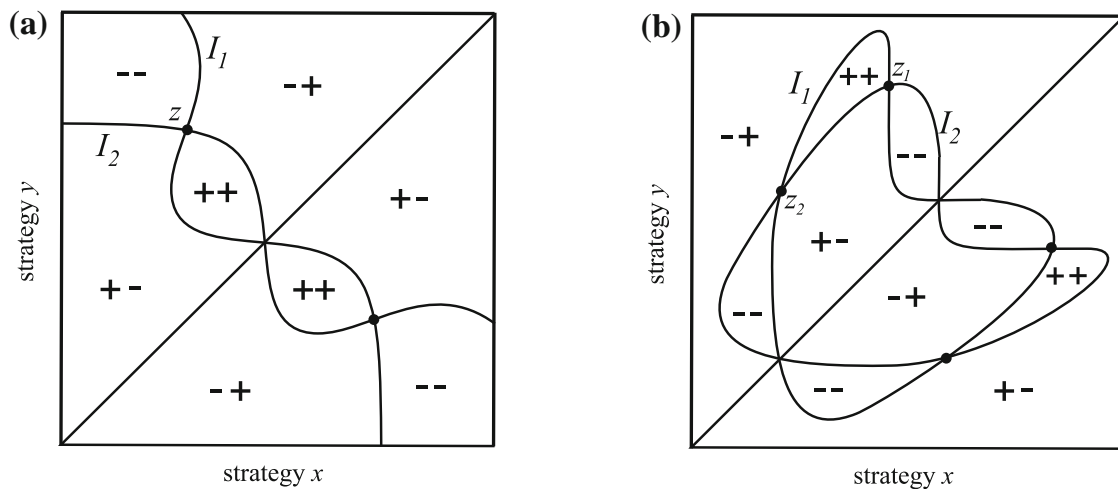 (a)
I1
-- -+
z
I2
++ +-
strategy y
+- ++
-+ --
strategy x
(b)
++ z1
I1
I2
-+ --
z2
+- --
strategy y
-+ ++
--
-- +-
strategy x